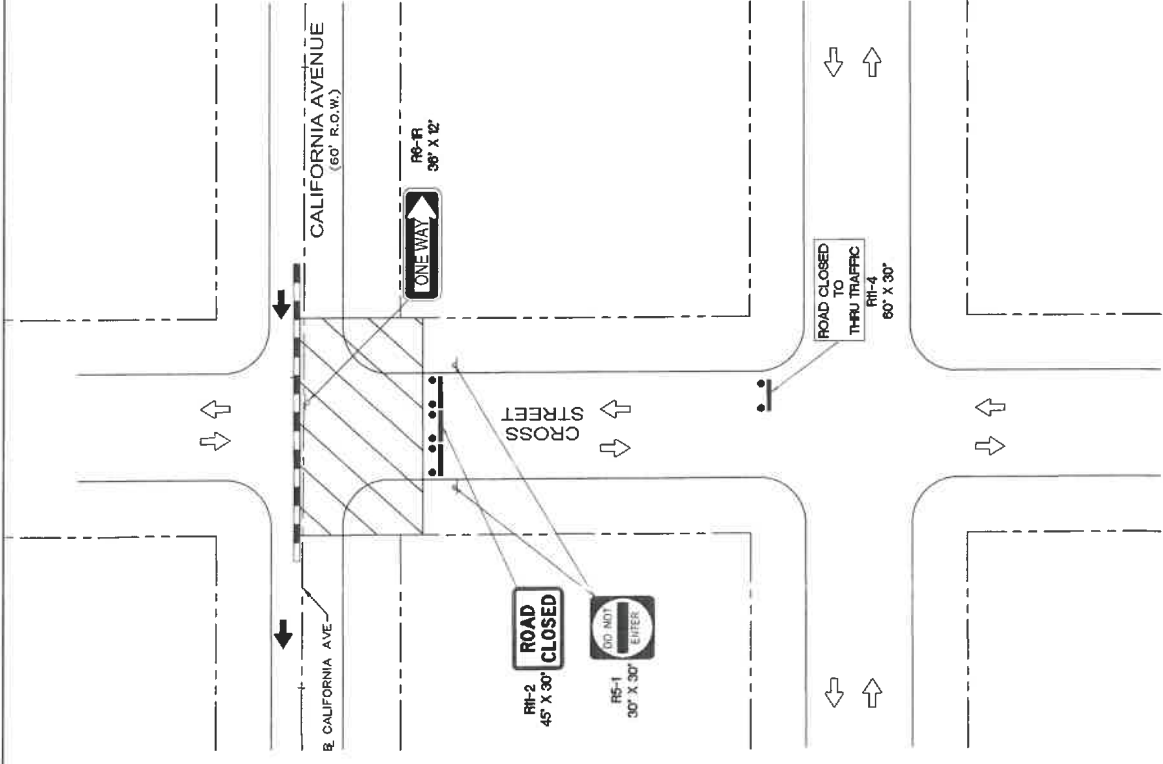 CALIFORNIA AVENUE
(60' R.O.W.)
R6-1R
36" X 12"
ONE WAY
CROSS
STREET
ROAD CLOSED
TO
THRU TRAFFIC
R11-4
60" X 30"
℄ CALIFORNIA AVE
ROAD
CLOSED
R11-2
45" X 30"
DO NOT
ENTER
R5-1
30" X 30"